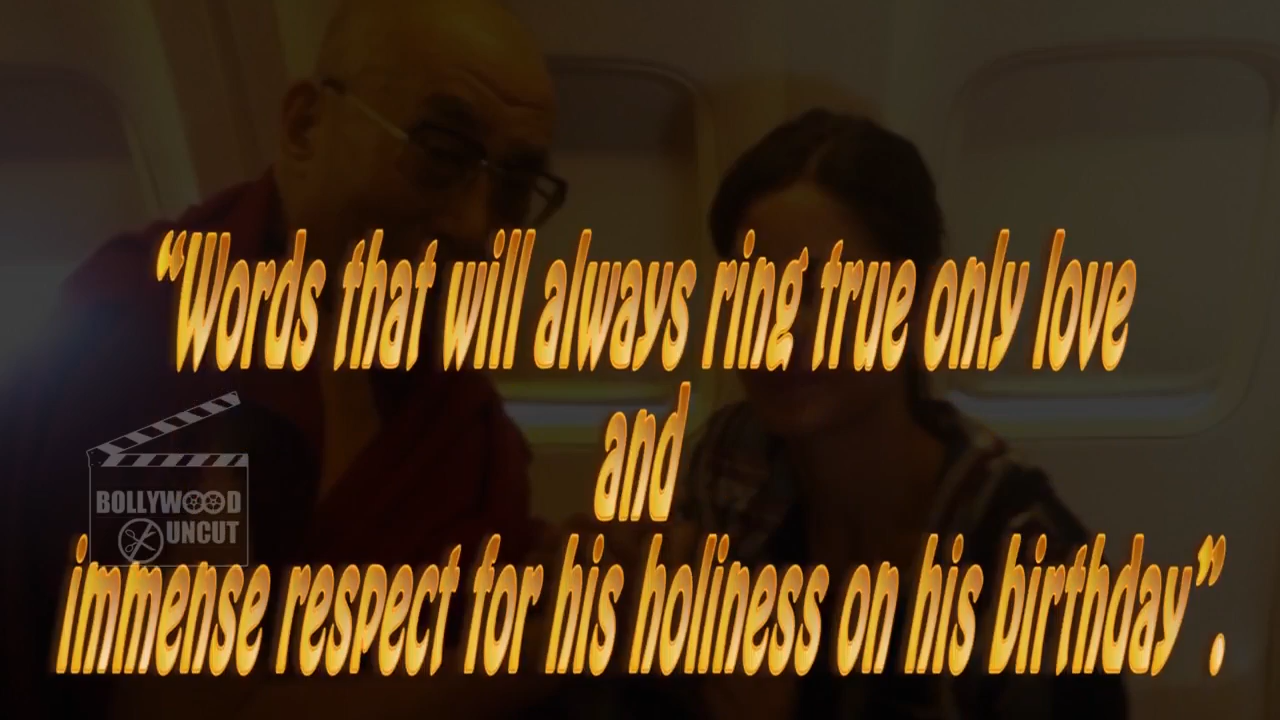 “Words that will always ring true only love
and
immense respect for his holiness on his birthday”.
BOLLYWOOD
UNCUT